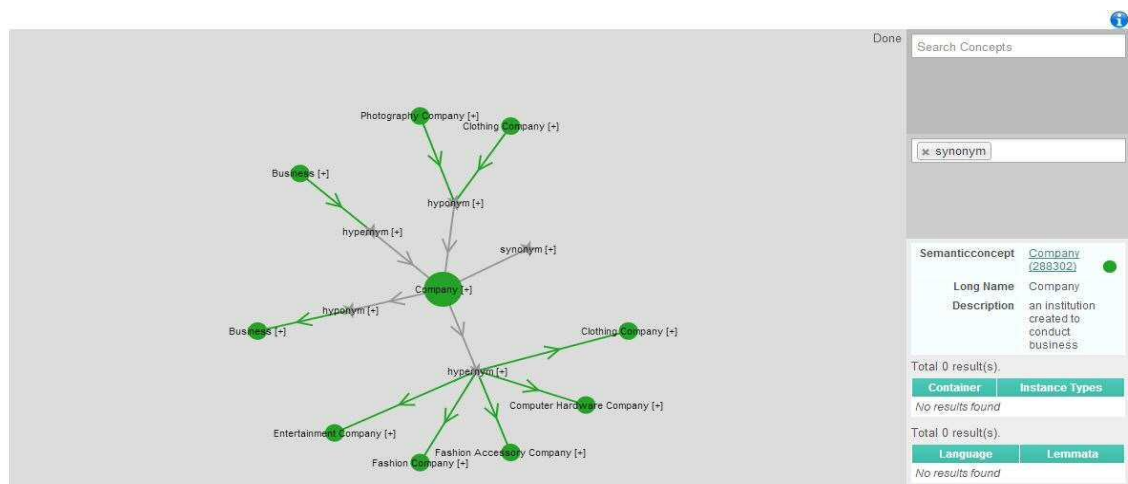 Done
Search Concepts
Photography Company [+]
Clothing Company [+]
synonym
Business [+]
hyponym [+]
hypernym [+]
synonym [+]
Semanticconcept Company (288302)
Company [+]
Long Name Company
Description an institution created to conduct business
hyponym [+]
Business [+]
Clothing Company [+]
Total 0 result(s).
hypernym [+]
Container Instance Types
No results found
Computer Hardware Company [+]
Entertainment Company [+]
Total 0 result(s).
Fashion Accessory Company [+]
Language Lemmata
Fashion Company [+]
No results found